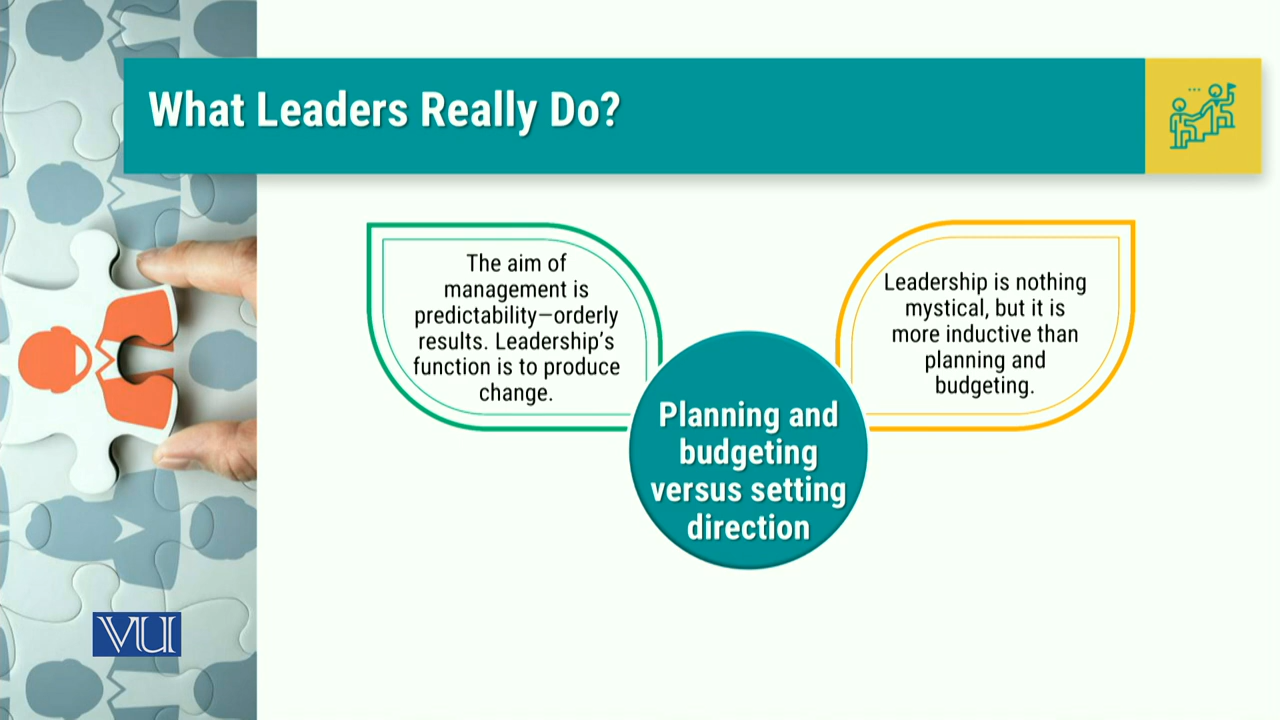 What Leaders Really Do?
The aim of
management is
predictability—orderly
results. Leadership’s
function is to produce
change.
Leadership is nothing
mystical, but it is
more inductive than
planning and
budgeting.
Planning and
budgeting
versus setting
direction
VU